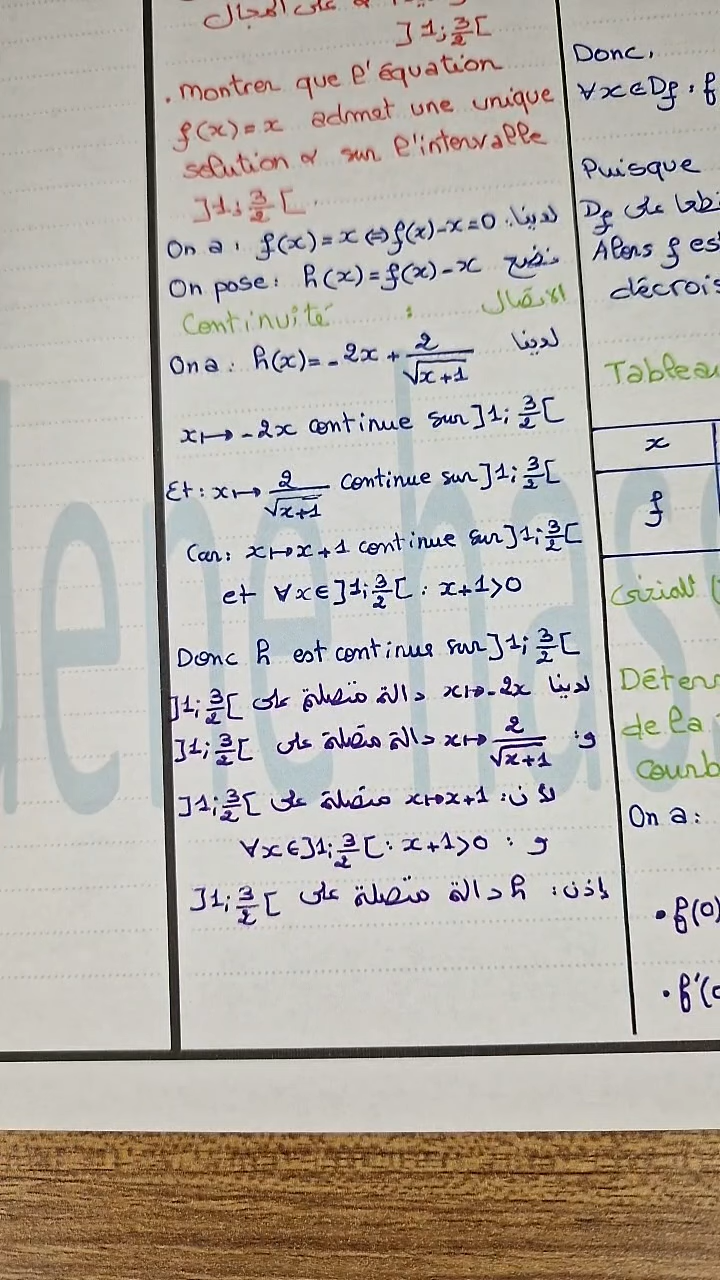 على المجال
]1; 3/2[
. montrer que l'équation
f(x)=x admet une unique
solution α sur l'intervalle
]1; 3/2[.
On a: f(x)=x ⇔ f(x)-x=0 لدينا:
On pose: h(x)=f(x)-x نضع
Continuité : الاتصال
On a: h(x)=-2x + 2/√(x+1) لدينا
x ↦ -2x continue sur ]1; 3/2[
Et: x ↦ 2/√(x+1) continue sur ]1; 3/2[
Car: x ↦ x+1 continue sur ]1; 3/2[
et ∀x∈]1; 3/2[ : x+1>0
Donc h est continue sur ]1; 3/2[
لدينا x ↦ -2x دالة متصلة على ]1; 3/2[
و: x ↦ 2/√(x+1) دالة متصلة على ]1; 3/2[
لأن: x ↦ x+1 متصلة على ]1; 3/2[
و : ∀x∈]1; 3/2[ : x+1>0
إذن: h دالة متصلة على ]1; 3/2[
Donc,
∀x∈Df : f
Puisque
Df على
Alors f es
décrois
Tableau
x
f
Déter
de la
Courb
On a:
• f(0)
• f'(